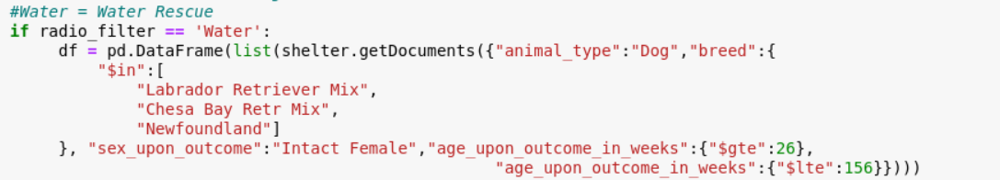 #Water = Water Rescue
if radio_filter == 'Water':
df = pd.DataFrame(list(shelter.getDocuments({"animal_type":"Dog","breed":{
"$in":[
"Labrador Retriever Mix",
"Chesa Bay Retr Mix",
"Newfoundland"]
}, "sex_upon_outcome":"Intact Female","age_upon_outcome_in_weeks":{"$gte":26},
"age_upon_outcome_in_weeks":{"$lte":156}})))